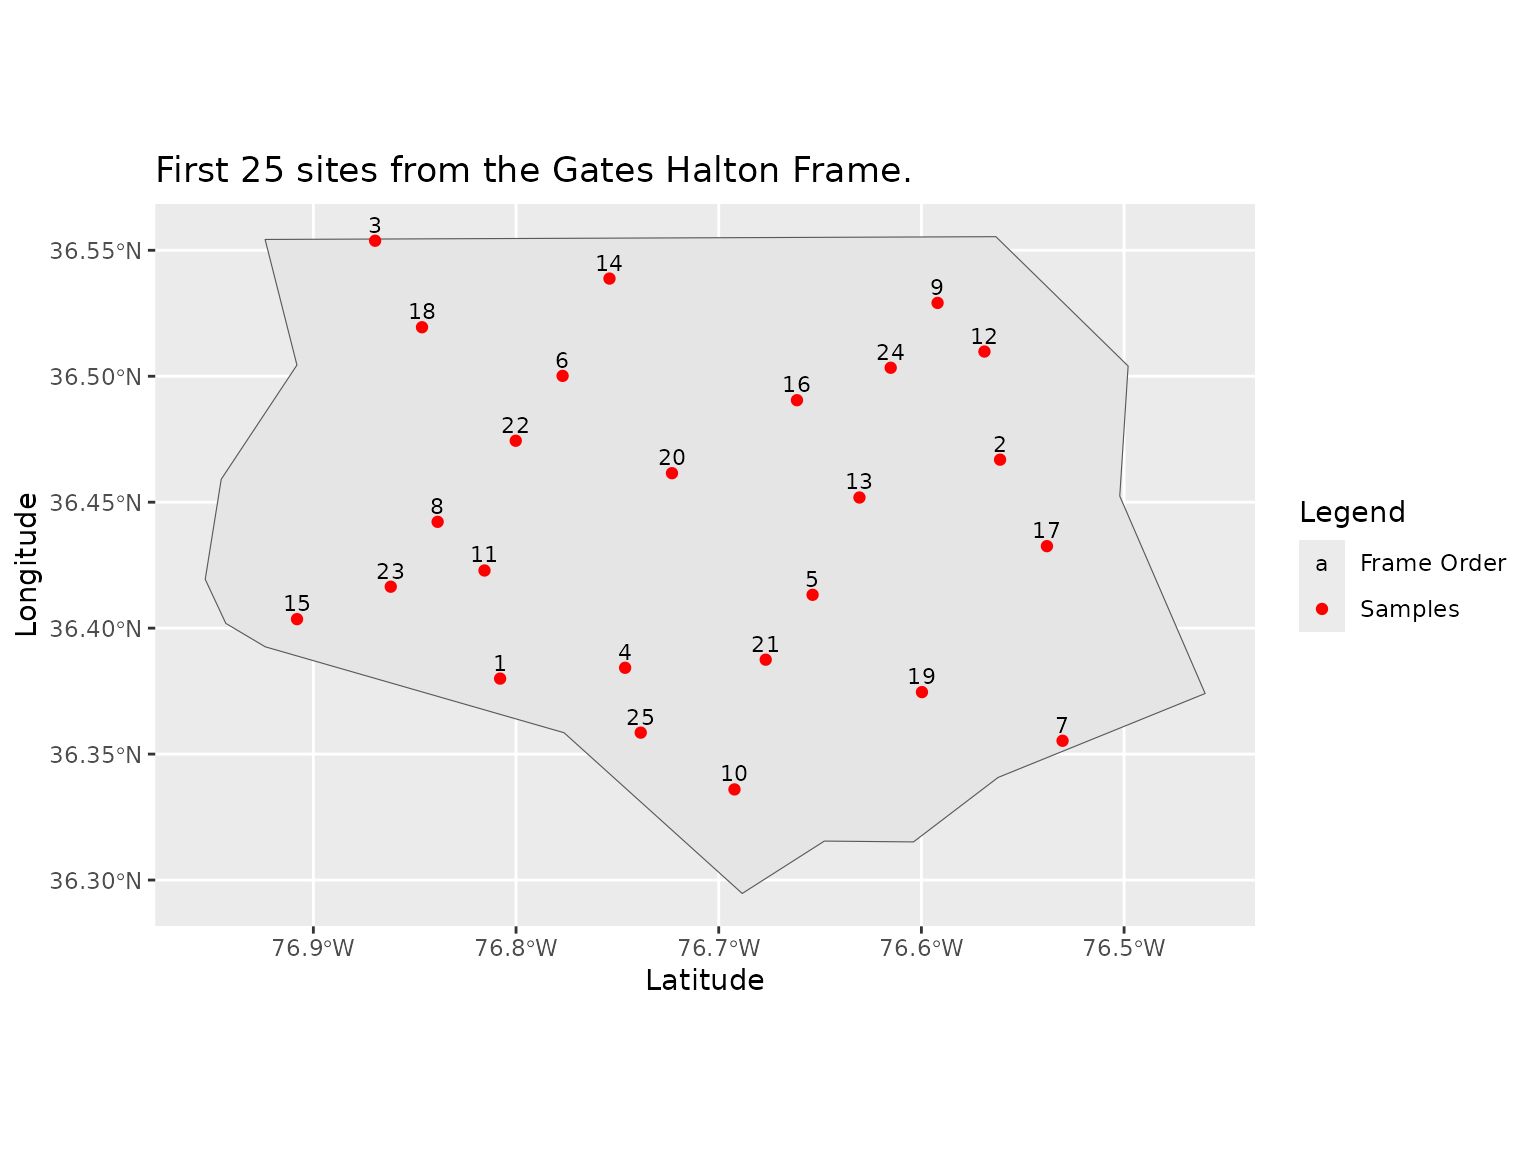 First 25 sites from the Gates Halton Frame.
3
14
9
18
12
24
6
16
22
2
20
13
8
17
11
23
5
15
21
4
1
19
25
7
10
36.55°N
36.50°N
36.45°N
36.40°N
36.35°N
36.30°N
Longitude
76.9°W 76.8°W 76.7°W 76.6°W 76.5°W
Latitude
Legend
a Frame Order
Samples